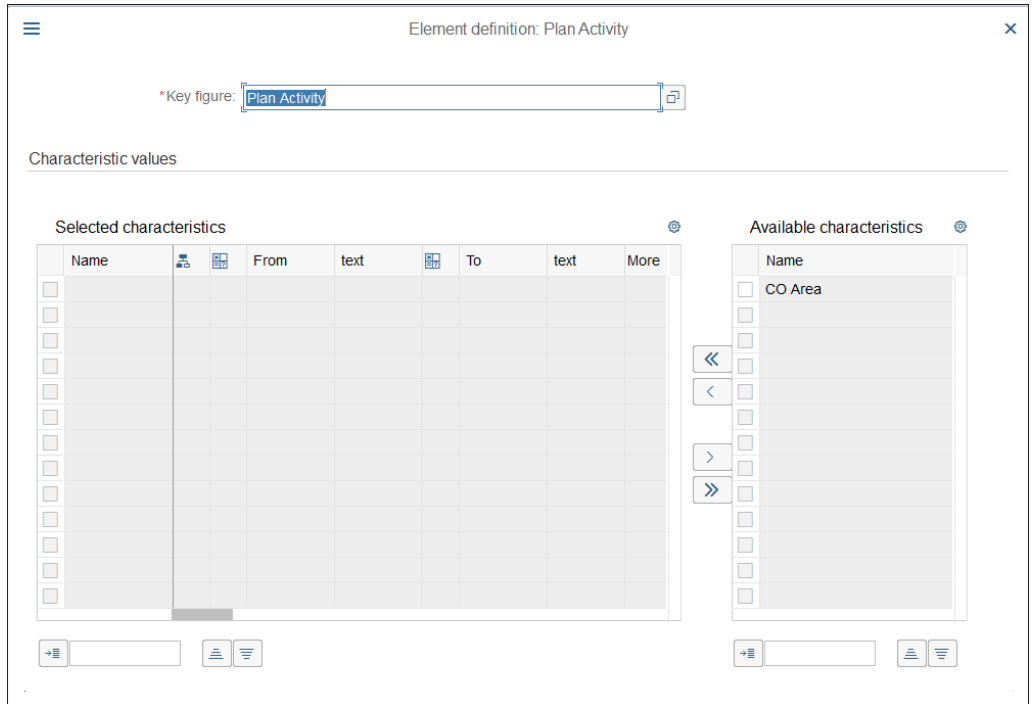 Element definition: Plan Activity
*Key figure: Plan Activity
Characteristic values
Selected characteristics
Available characteristics
Name From text To text More
Name
CO Area